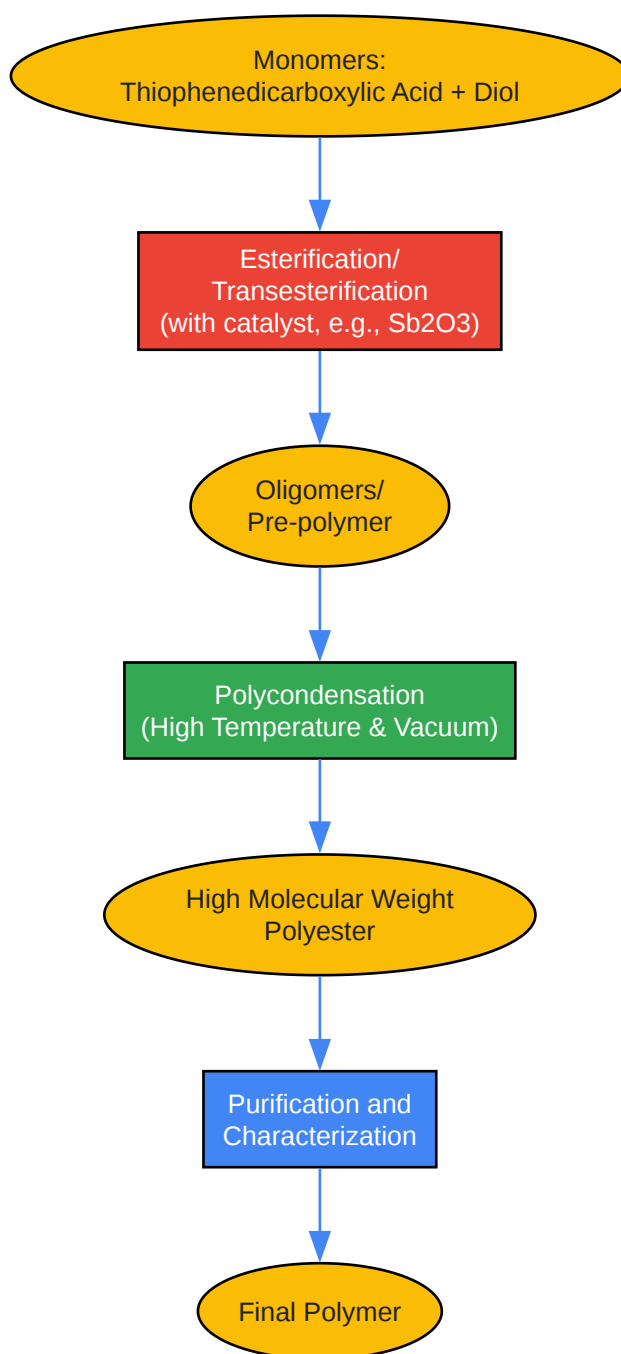 Monomers:
Thiophenedicarboxylic Acid + Diol
Esterification/
Transesterification
(with catalyst, e.g., Sb2O3)
Oligomers/
Pre-polymer
Polycondensation
(High Temperature & Vacuum)
High Molecular Weight
Polyester
Purification and
Characterization
Final Polymer